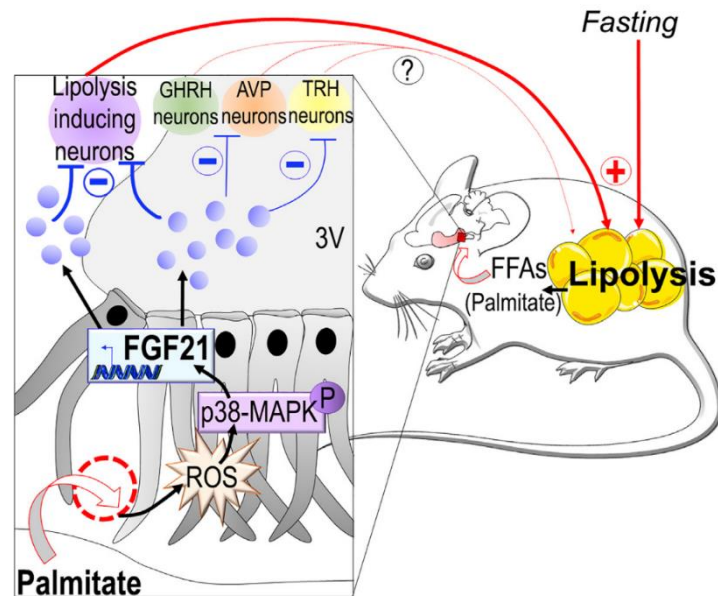 Fasting
?
Lipolysis
inducing
neurons
GHRH
neurons
AVP
neurons
TRH
neurons
−
−
+
3V
FFAs
(Palmitate)
Lipolysis
FGF21
p38-MAPK
P
ROS
Palmitate